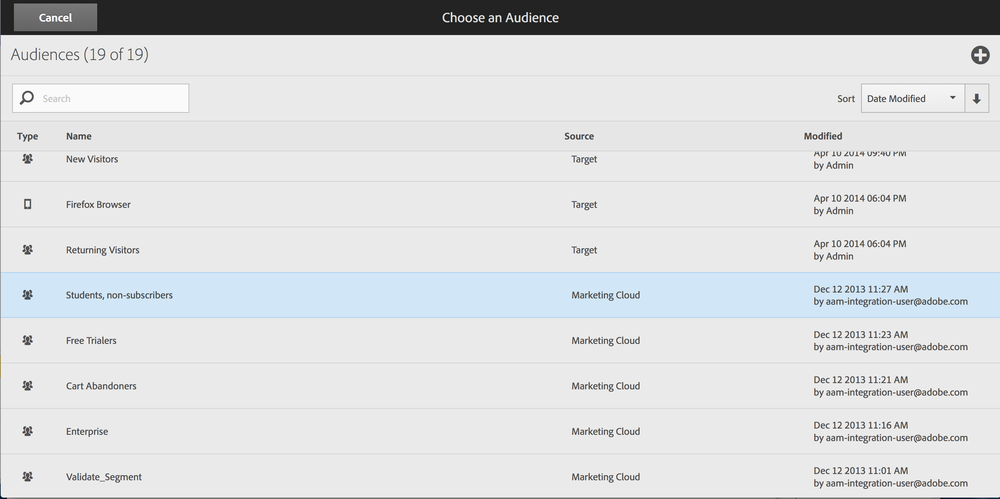 Cancel
Choose an Audience
Audiences (19 of 19)
Search
Sort
Date Modified
Type
Name
Source
Modified
New Visitors
Target
Apr 10 2014 09:40 PM
by Admin
Firefox Browser
Target
Apr 10 2014 06:04 PM
by Admin
Returning Visitors
Target
Apr 10 2014 06:04 PM
by Admin
Students, non-subscribers
Marketing Cloud
Dec 12 2013 11:27 AM
by aam-integration-user@adobe.com
Free Trialers
Marketing Cloud
Dec 12 2013 11:23 AM
by aam-integration-user@adobe.com
Cart Abandoners
Marketing Cloud
Dec 12 2013 11:21 AM
by aam-integration-user@adobe.com
Enterprise
Marketing Cloud
Dec 12 2013 11:16 AM
by aam-integration-user@adobe.com
Validate_Segment
Marketing Cloud
Dec 12 2013 11:01 AM
by aam-integration-user@adobe.com